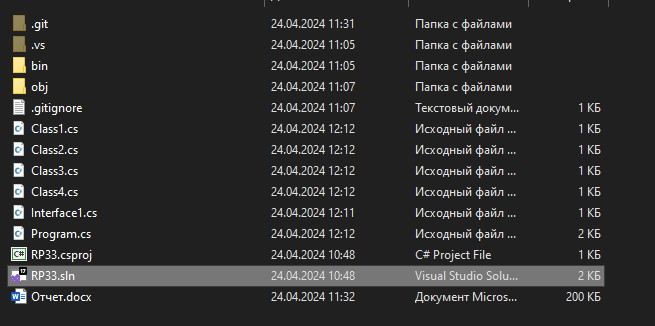 .git 24.04.2024 11:31 Папка с файлами
.vs 24.04.2024 11:05 Папка с файлами
bin 24.04.2024 11:05 Папка с файлами
obj 24.04.2024 11:07 Папка с файлами
.gitignore 24.04.2024 11:07 Текстовый докум... 1 КБ
Class1.cs 24.04.2024 12:12 Исходный файл ... 1 КБ
Class2.cs 24.04.2024 12:12 Исходный файл ... 1 КБ
Class3.cs 24.04.2024 12:12 Исходный файл ... 1 КБ
Class4.cs 24.04.2024 12:12 Исходный файл ... 1 КБ
Interface1.cs 24.04.2024 12:11 Исходный файл ... 1 КБ
Program.cs 24.04.2024 12:12 Исходный файл ... 2 КБ
C# RP33.csproj 24.04.2024 10:48 C# Project File 1 КБ
17 RP33.sln 24.04.2024 10:48 Visual Studio Solu... 2 КБ
Отчет.docx 24.04.2024 11:32 Документ Micros... 200 КБ